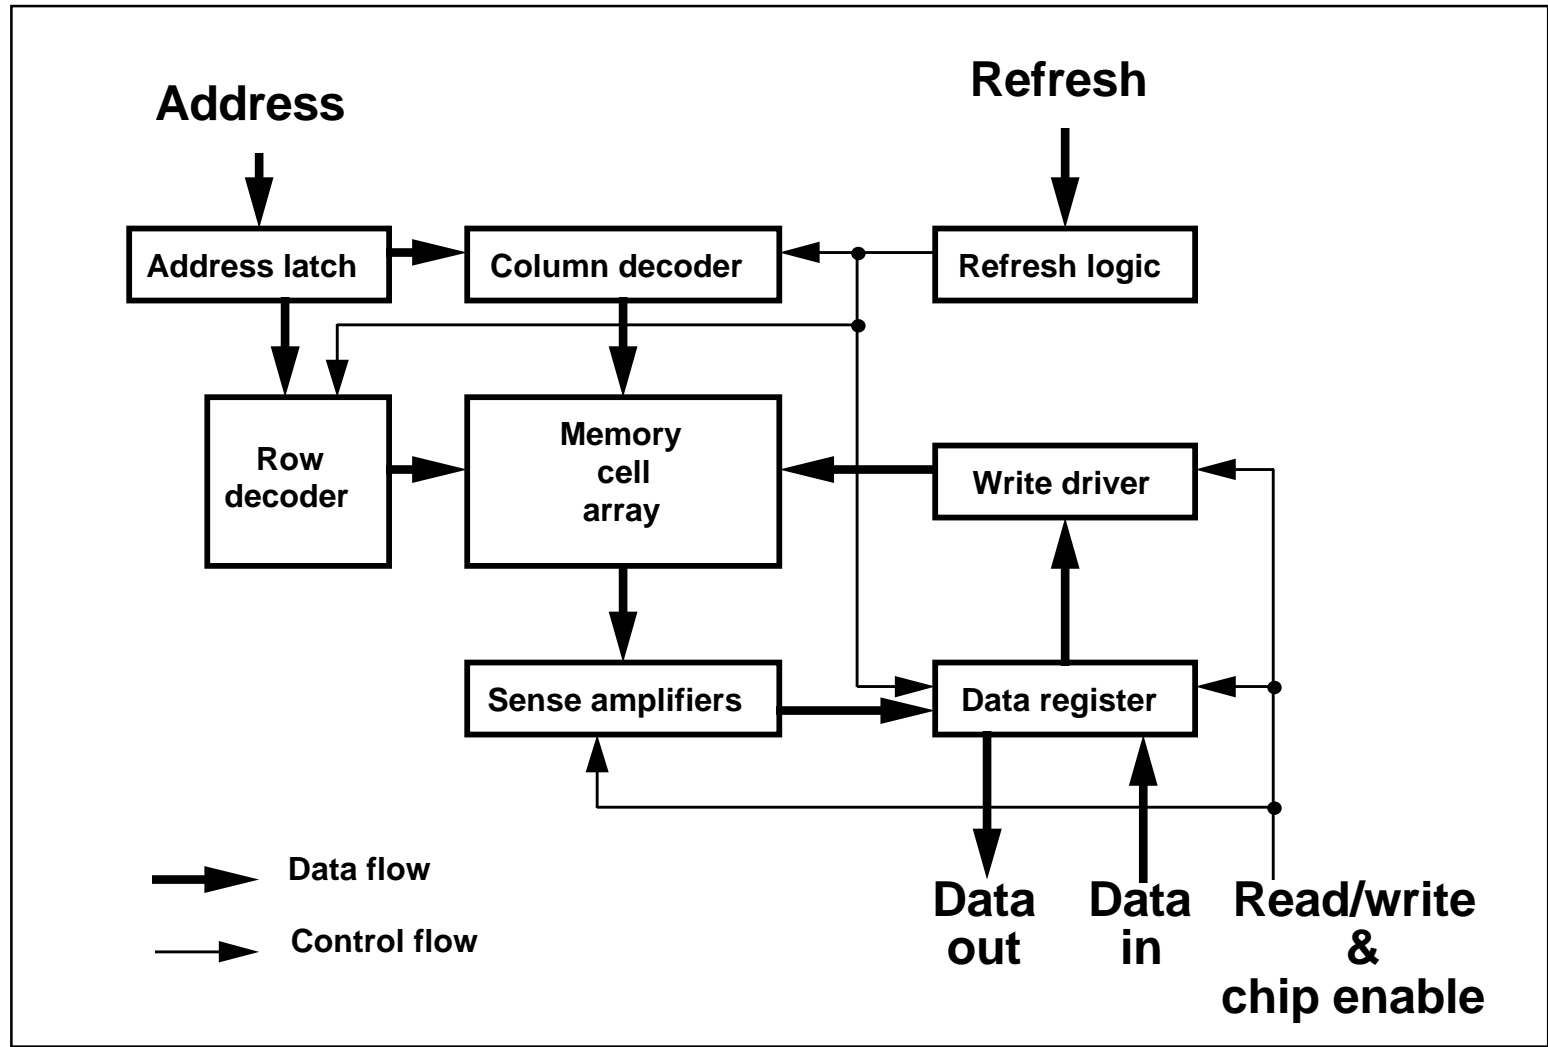 Address
Refresh
Address latch
Column decoder
Refresh logic
Row
decoder
Memory
cell
array
Write driver
Sense amplifiers
Data register
Data flow
Control flow
Data
out
Data
in
Read/write
&
chip enable